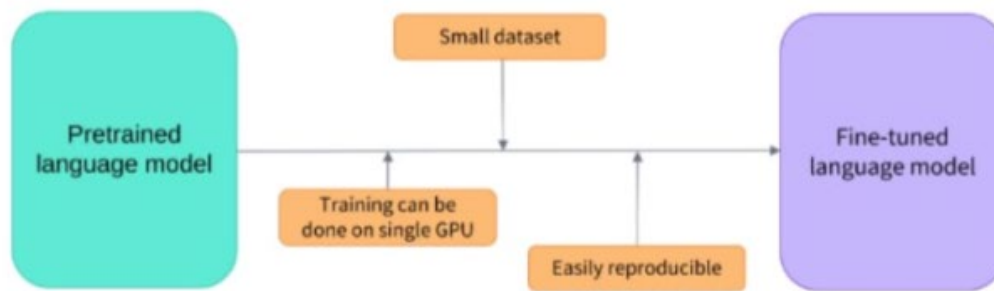 Small dataset
Pretrained
language model
Fine-tuned
language model
Training can be
done on single GPU
Easily reproducible